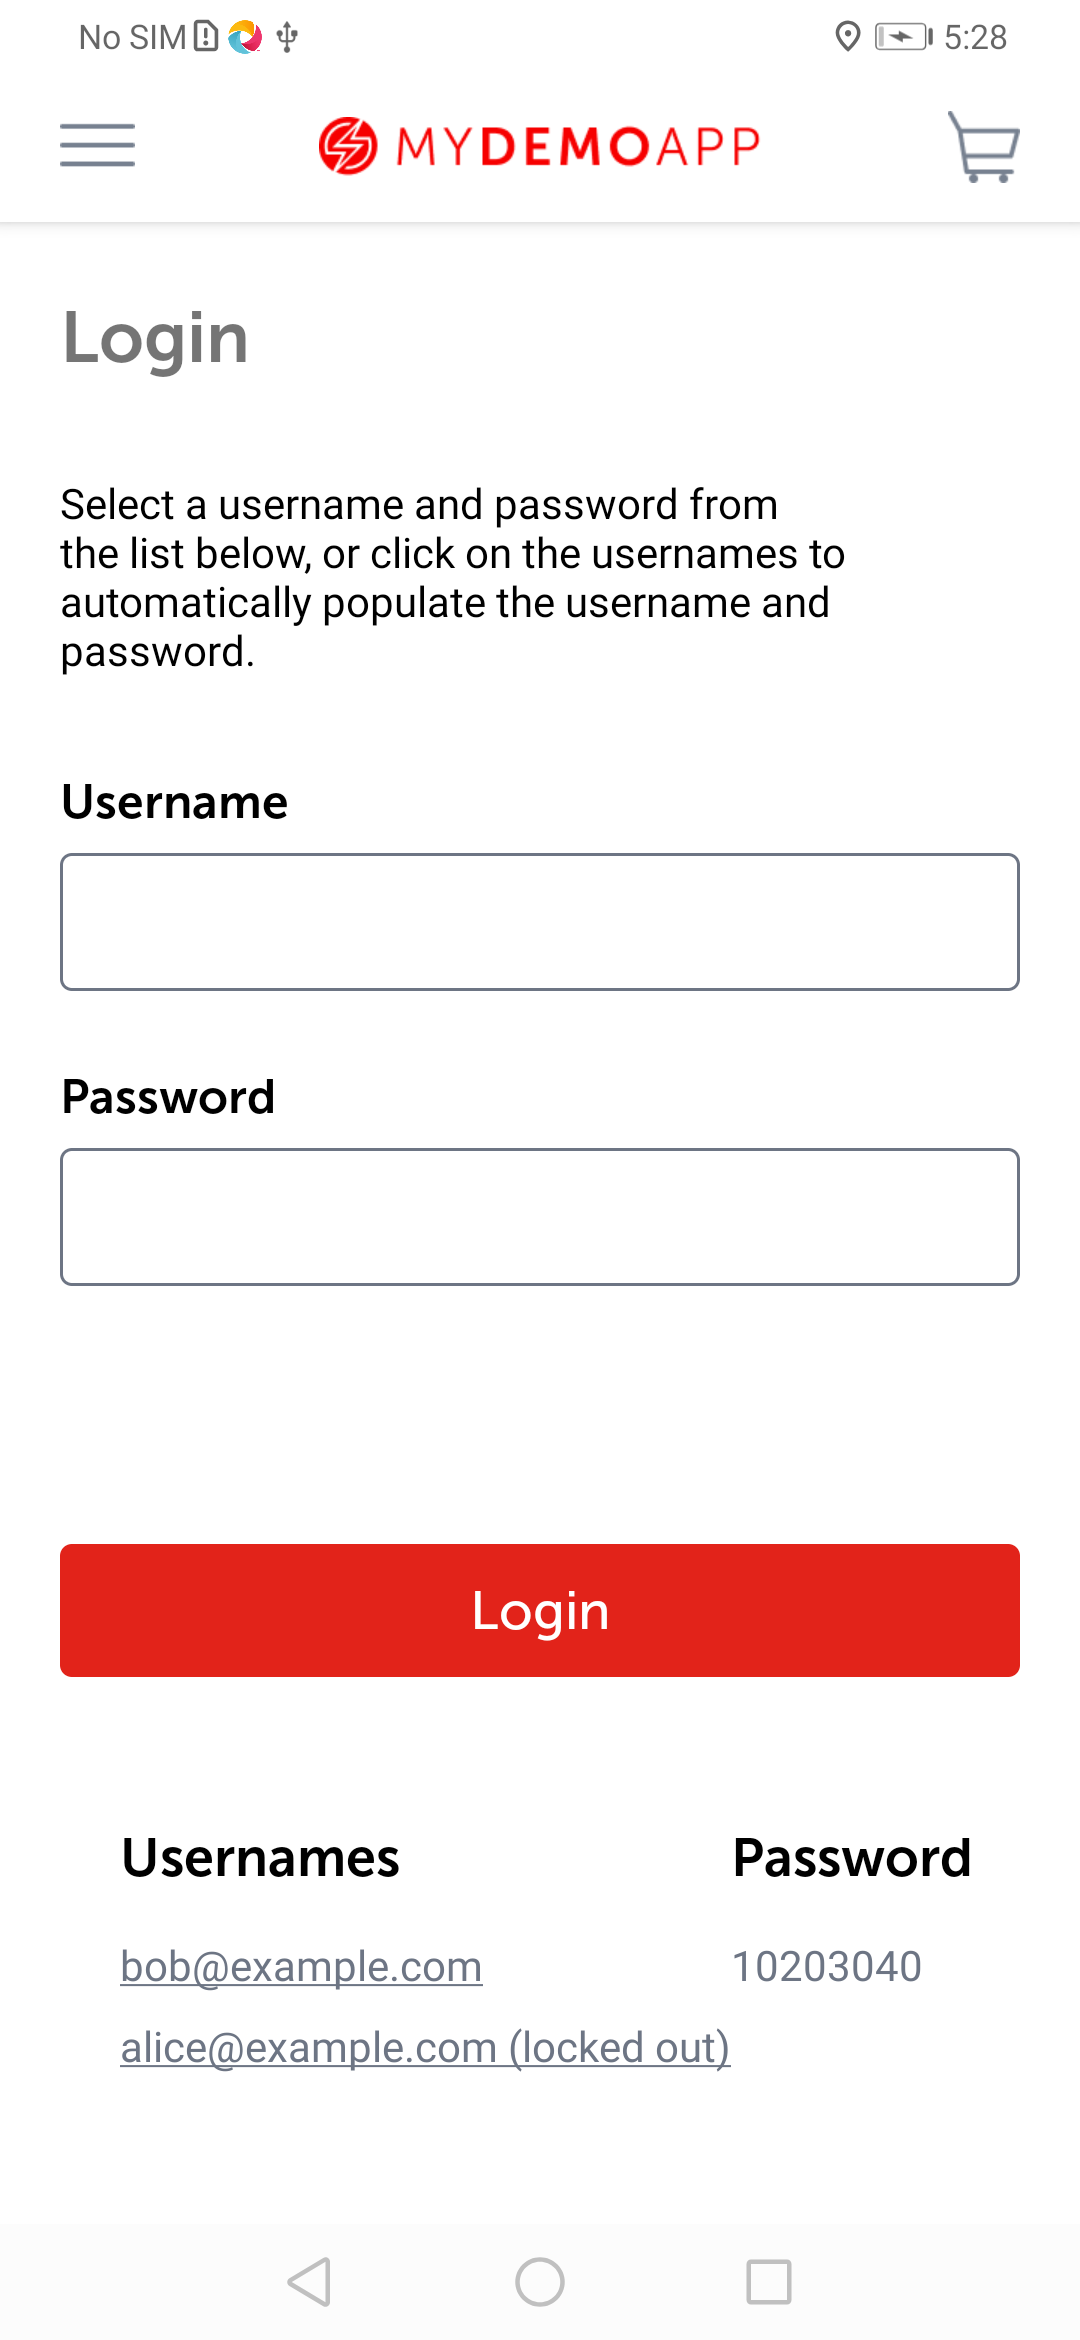 No SIM 5:28
MYDEMOAPP
Login
Select a username and password from
the list below, or click on the usernames to
automatically populate the username and
password.
Username
Password
Login
Usernames Password
bob@example.com 10203040
alice@example.com (locked out)